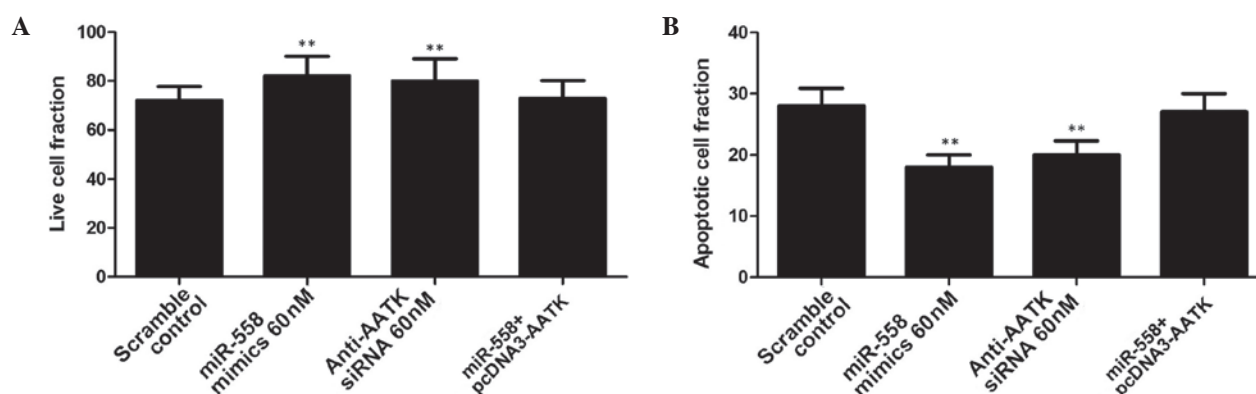 A
Live cell fraction
100
80
60
40
20
0
**
**
Scramble
control
miR-558
mimics 60nM
Anti-AATK
siRNA 60nM
miR-558+
pcDNA3-AATK
B
Apoptotic cell fraction
40
30
20
10
0
**
**
Scramble
control
miR-558
mimics 60nM
Anti-AATK
siRNA 60nM
miR-558+
pcDNA3-AATK